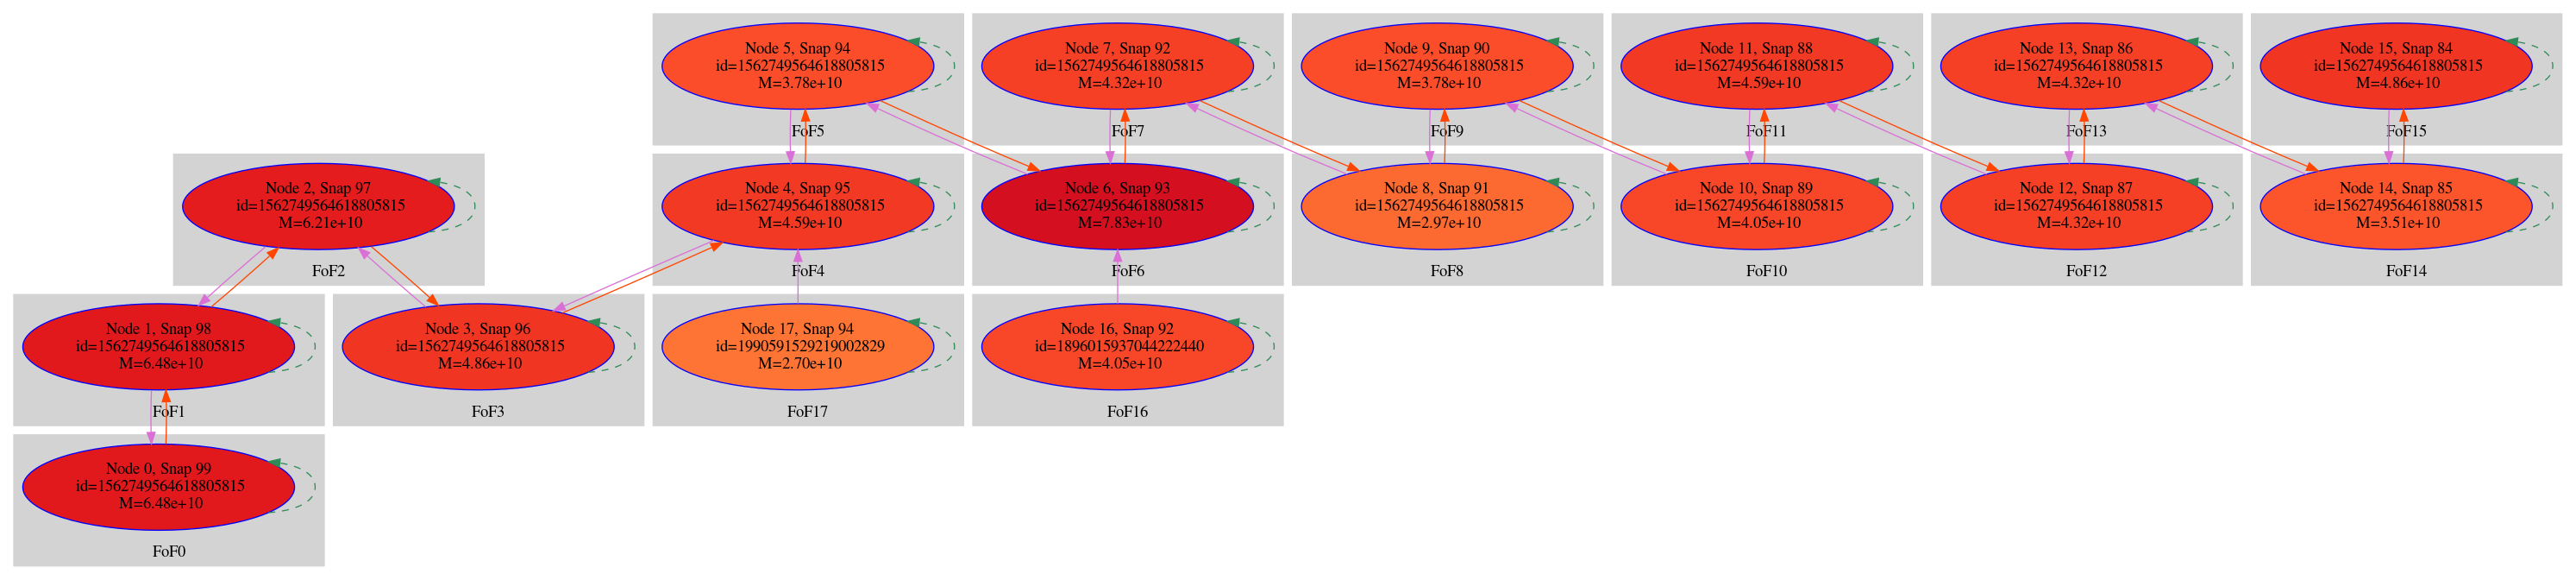 Node 5, Snap 94
id=1562749564618805815
M=3.78e+10
FoF5
Node 7, Snap 92
id=1562749564618805815
M=4.32e+10
FoF7
Node 9, Snap 90
id=1562749564618805815
M=3.78e+10
FoF9
Node 11, Snap 88
id=1562749564618805815
M=4.59e+10
FoF11
Node 13, Snap 86
id=1562749564618805815
M=4.32e+10
FoF13
Node 15, Snap 84
id=1562749564618805815
M=4.86e+10
FoF15
Node 2, Snap 97
id=1562749564618805815
M=6.21e+10
FoF2
Node 4, Snap 95
id=1562749564618805815
M=4.59e+10
FoF4
Node 6, Snap 93
id=1562749564618805815
M=7.83e+10
FoF6
Node 8, Snap 91
id=1562749564618805815
M=2.97e+10
FoF8
Node 10, Snap 89
id=1562749564618805815
M=4.05e+10
FoF10
Node 12, Snap 87
id=1562749564618805815
M=4.32e+10
FoF12
Node 14, Snap 85
id=1562749564618805815
M=3.51e+10
FoF14
Node 1, Snap 98
id=1562749564618805815
M=6.48e+10
FoF1
Node 3, Snap 96
id=1562749564618805815
M=4.86e+10
FoF3
Node 17, Snap 94
id=1990591529219002829
M=2.70e+10
FoF17
Node 16, Snap 92
id=1896015937044222440
M=4.05e+10
FoF16
Node 0, Snap 99
id=1562749564618805815
M=6.48e+10
FoF0